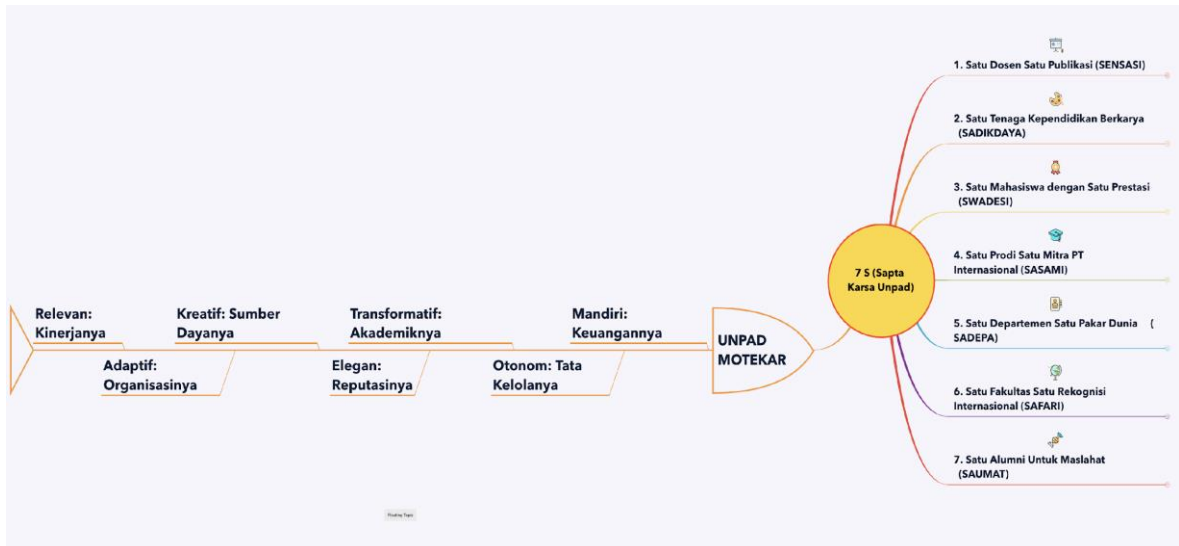 Relevan:
Kinerjanya
Adaptif:
Organisasinya
Kreatif: Sumber
Dayanya
Elegan:
Reputasinya
Transformatif:
Akademiknya
Otonom: Tata
Kelolanya
Mandiri:
Keuangannya
UNPAD
MOTEKAR
7 S (Sapta
Karsa Unpad)
1. Satu Dosen Satu Publikasi (SENSASI)
2. Satu Tenaga Kependidikan Berkarya
(SADIKDAYA)
3. Satu Mahasiswa dengan Satu Prestasi
(SWADESI)
4. Satu Prodi Satu Mitra PT
Internasional (SASAMI)
5. Satu Departemen Satu Pakar Dunia (
SADEPA)
6. Satu Fakultas Satu Rekognisi
Internasional (SAFARI)
7. Satu Alumni Untuk Maslahat
(SAUMAT)
Floating Topic